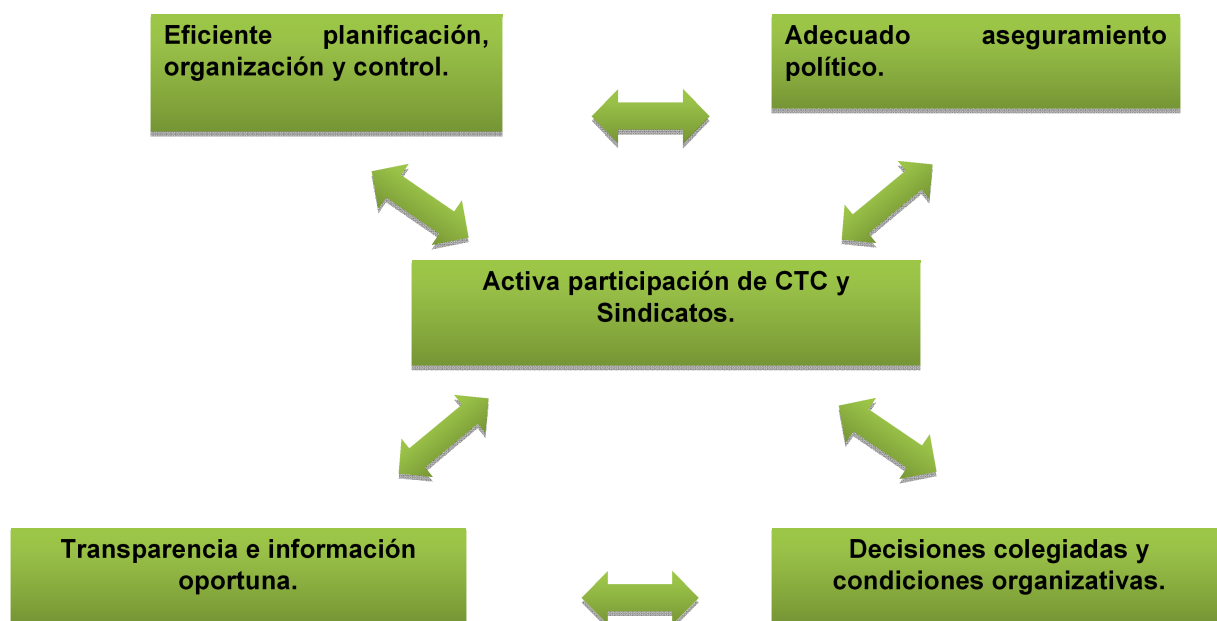 Eficiente planificación,
organización y control.
Adecuado aseguramiento
político.
Activa participación de CTC y
Sindicatos.
Transparencia e información
oportuna.
Decisiones colegiadas y
condiciones organizativas.